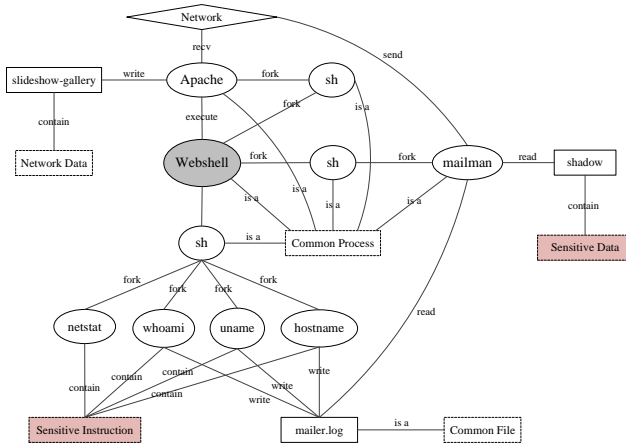 Network
recv
send
slideshow-gallery
write
Apache
fork
sh
is a
contain
execute
fork
Network Data
Webshell
fork
sh
fork
mailman
read
shadow
is a
is a
is a
is a
contain
sh
is a
Common Process
Sensitive Data
fork
fork
fork
fork
netstat
whoami
uname
hostname
read
contain
contain
contain
contain
write
write
write
Sensitive Instruction
mailer.log
is a
Common File